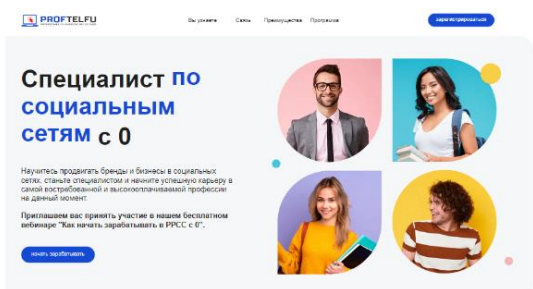 PROFTELFU
Вы узнаете Связь Преимущества Программа
зарегистрироваться
Специалист по
социальным
сетям с 0
Научитесь продвигать бренды и бизнесы в социальных
сетях, станьте специалистом и начните успешную карьеру в
самой востребованной и высокооплачиваемой профессии
на данный момент.
Приглашаем вас принять участие в нашем бесплатном
вебинаре "Как начать зарабатывать в РРСС с 0".
начать зарабатывать